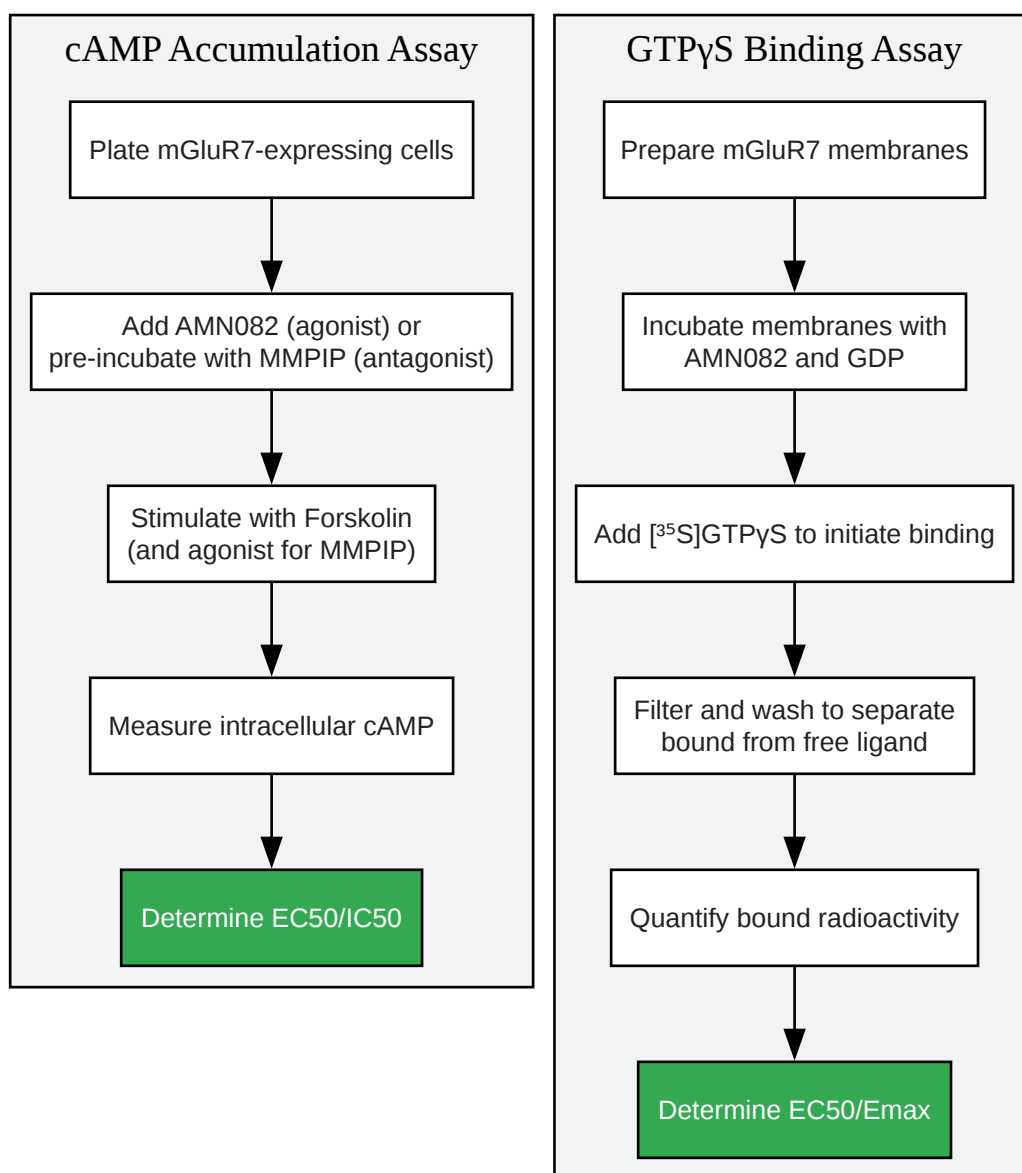 cAMP Accumulation Assay
Plate mGluR7-expressing cells
Add AMN082 (agonist) or
pre-incubate with MMPIP (antagonist)
Stimulate with Forskolin
(and agonist for MMPIP)
Measure intracellular cAMP
Determine EC50/IC50
GTPγS Binding Assay
Prepare mGluR7 membranes
Incubate membranes with
AMN082 and GDP
Add [³⁵S]GTPγS to initiate binding
Filter and wash to separate
bound from free ligand
Quantify bound radioactivity
Determine EC50/Emax